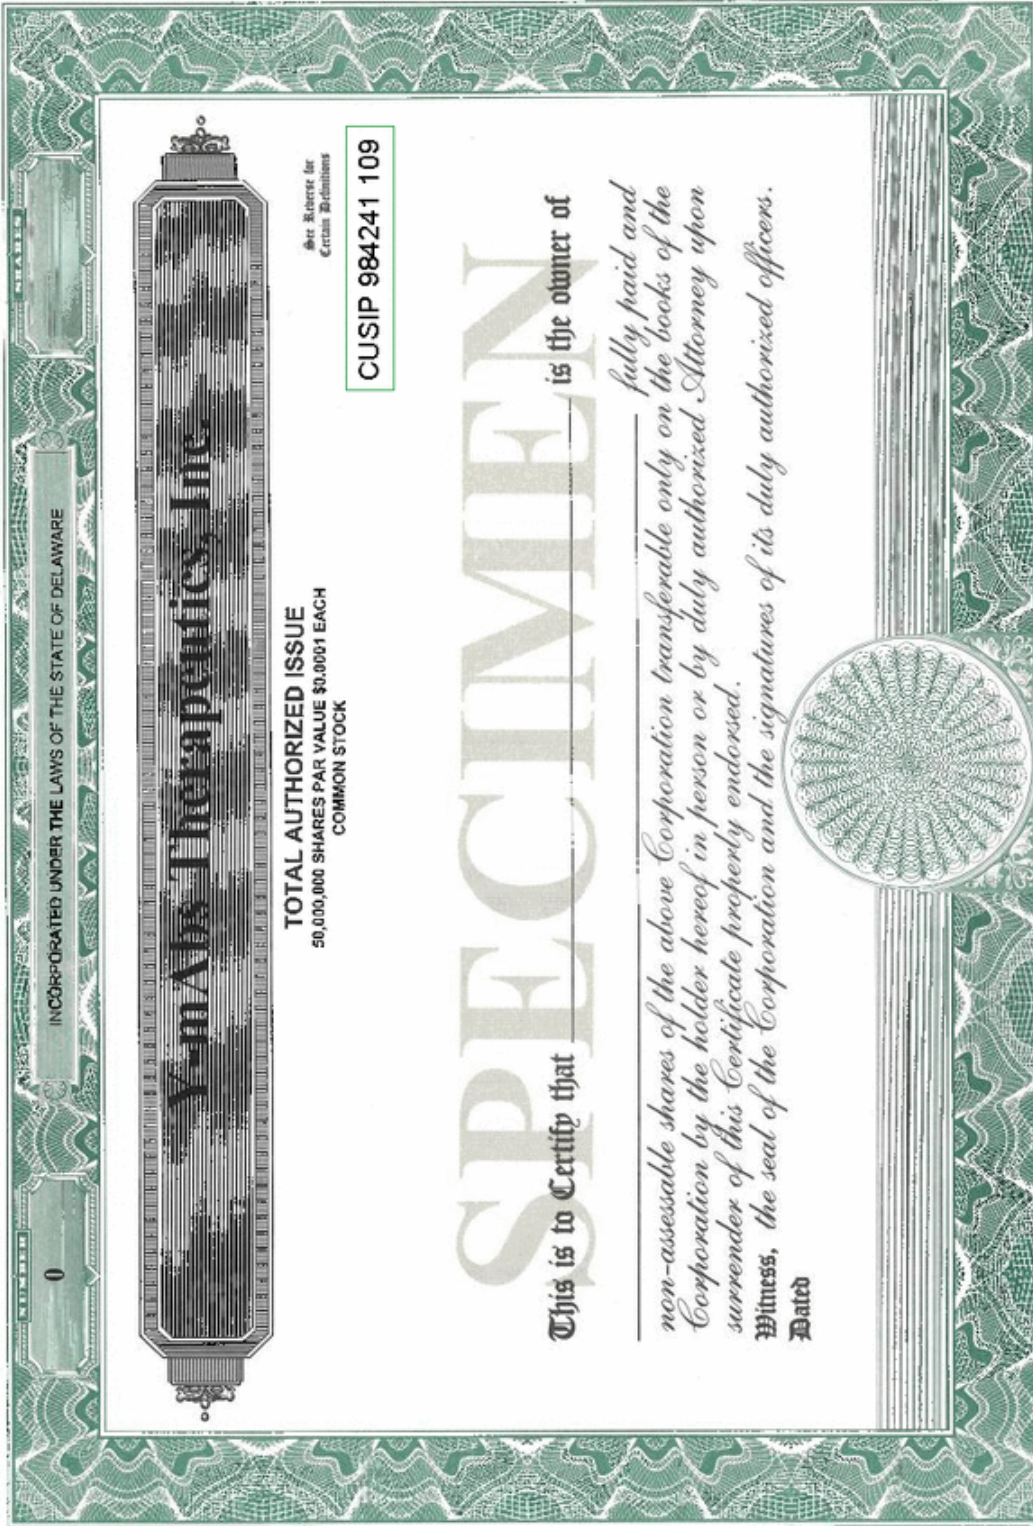 NUMBER
0
INCORPORATED UNDER THE LAWS OF THE STATE OF DELAWARE
SHARES
Y-mAbs Therapeutics, Inc.
TOTAL AUTHORIZED ISSUE
50,000,000 SHARES PAR VALUE $0.0001 EACH
COMMON STOCK
See Reverse for
Certain Definitions
CUSIP 984241 109
SPECIMEN
This is to Certify that is the owner of
fully paid and
non-assessable shares of the above Corporation transferable only on the books of the
Corporation by the holder hereof in person or by duly authorized Attorney upon
surrender of this Certificate properly endorsed.
Witness, the seal of the Corporation and the signatures of its duly authorized officers.
Dated